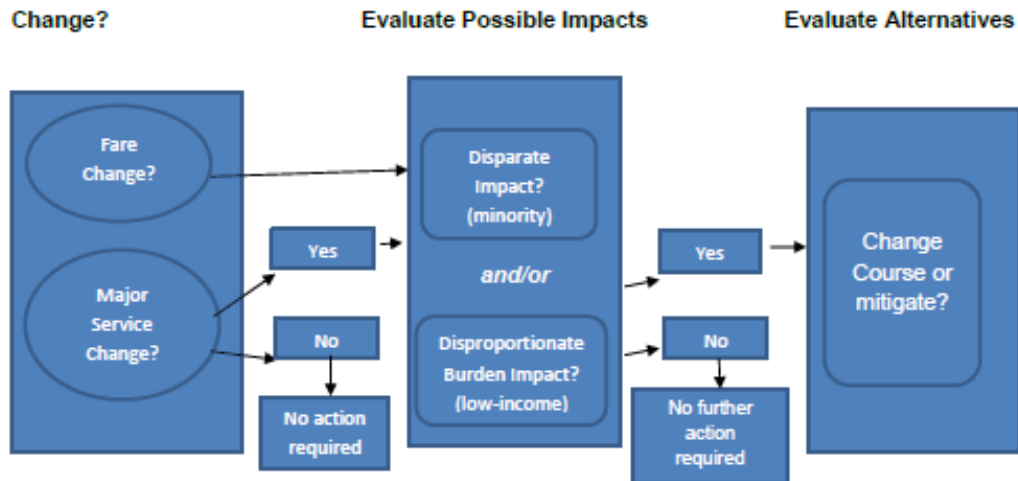 Change?
Evaluate Possible Impacts
Evaluate Alternatives
Fare
Change?
Major
Service
Change?
Yes
No
No action
required
Disparate
Impact?
(minority)
and/or
Disproportionate
Burden Impact?
(low-income)
Yes
No
No further
action
required
Change
Course or
mitigate?